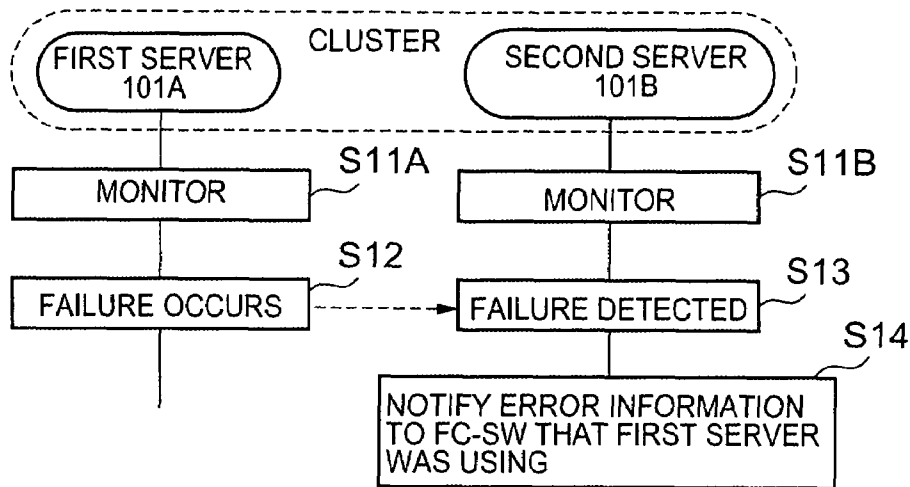 CLUSTER
FIRST SERVER
101A
SECOND SERVER
101B
S11A
MONITOR
S11B
MONITOR
S12
FAILURE OCCURS
S13
FAILURE DETECTED
S14
NOTIFY ERROR INFORMATION
TO FC-SW THAT FIRST SERVER
WAS USING